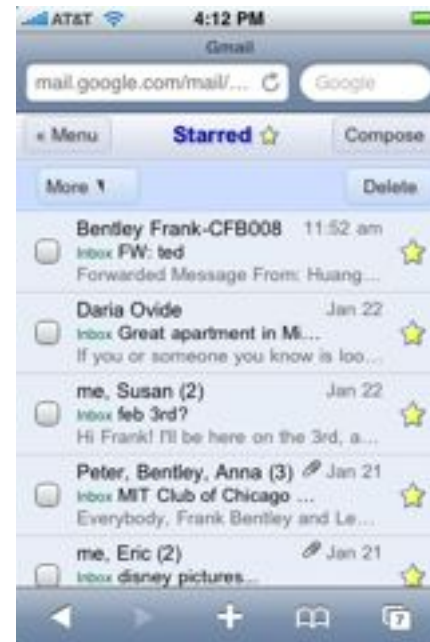 AT&T 4:12 PM
Gmail
mail.google.com/mail/... Google
« Menu Starred Compose
More Delete
Bentley Frank-CFB008 11:52 am
Inbox FW: ted
Forwarded Message From: Huang...
Daria Ovide Jan 22
Inbox Great apartment in Mi...
If you or someone you know is loo...
me, Susan (2) Jan 22
Inbox feb 3rd?
Hi Frank! I'll be here on the 3rd, a...
Peter, Bentley, Anna (3) Jan 21
Inbox MIT Club of Chicago ...
Everybody, Frank Bentley and Le...
me, Eric (2) Jan 21
Inbox disney pictures...
7